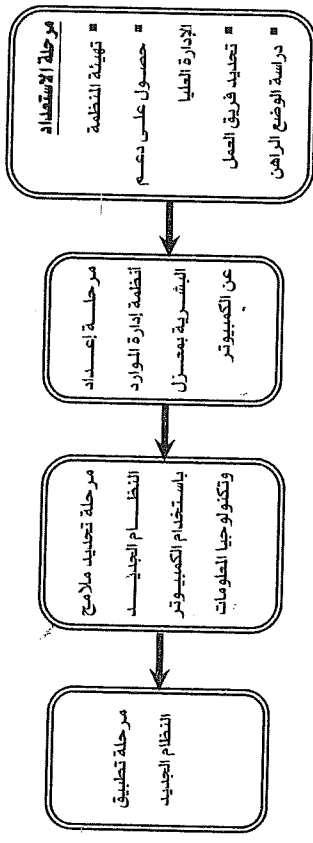 مرحلة الاستعداد
▪ تهيئة المنظمة
▪ حصول على دعم
الإدارة العليا
▪ تحديد فريق العمل
▪ دراسة الوضع الراهن
مرحلة إعداد
أنظمة إدارة الموارد
البشرية بمعزل
عن الكمبيوتر
مرحلة تحديد ملامح
النظام الجديد
باستخدام الكمبيوتر
وتكنولوجيا المعلومات
مرحلة تطبيق
النظام الجديد